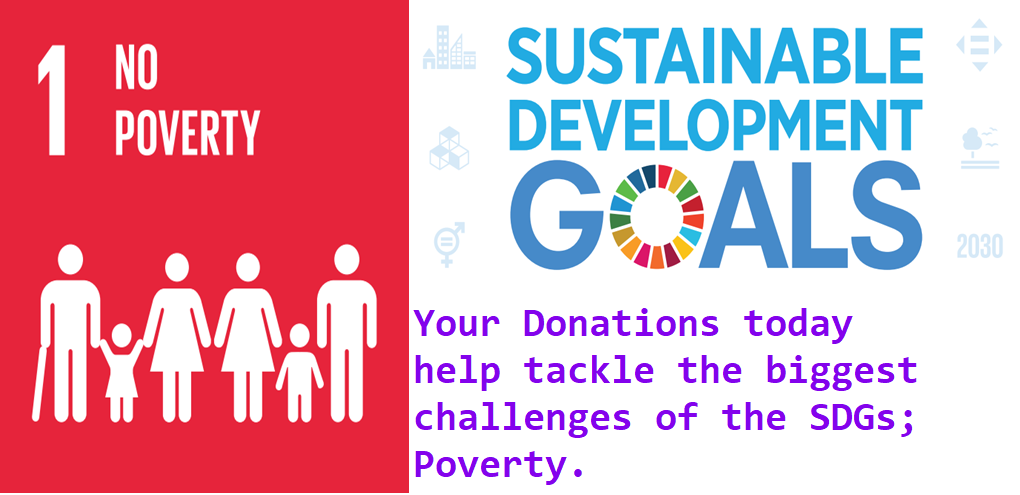 1
NO
POVERTY
SUSTAINABLE
DEVELOPMENT
GOALS
2030
Your Donations today
help tackle the biggest
challenges of the SDGs;
Poverty.